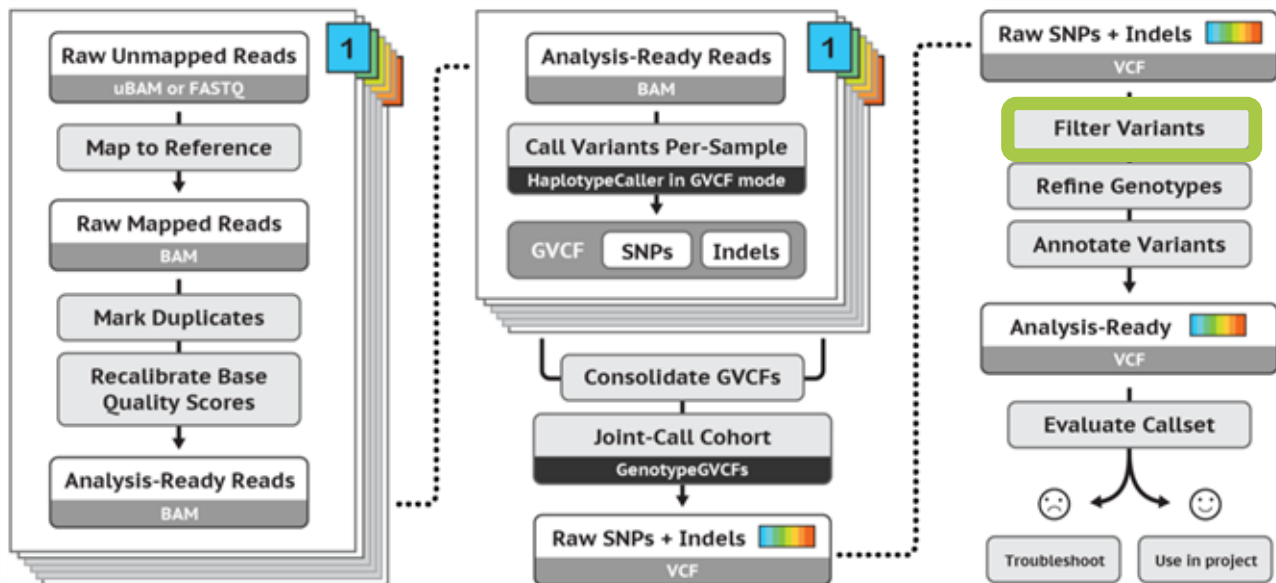 1
Raw Unmapped Reads
uBAM or FASTQ
Map to Reference
Raw Mapped Reads
BAM
Mark Duplicates
Recalibrate Base
Quality Scores
Analysis-Ready Reads
BAM
1
Analysis-Ready Reads
BAM
Call Variants Per-Sample
HaplotypeCaller in GVCF mode
GVCF SNPs Indels
Consolidate GVCFs
Joint-Call Cohort
GenotypeGVCFs
Raw SNPs + Indels
VCF
Raw SNPs + Indels
VCF
Filter Variants
Refine Genotypes
Annotate Variants
Analysis-Ready
VCF
Evaluate Callset
Troubleshoot
Use in project